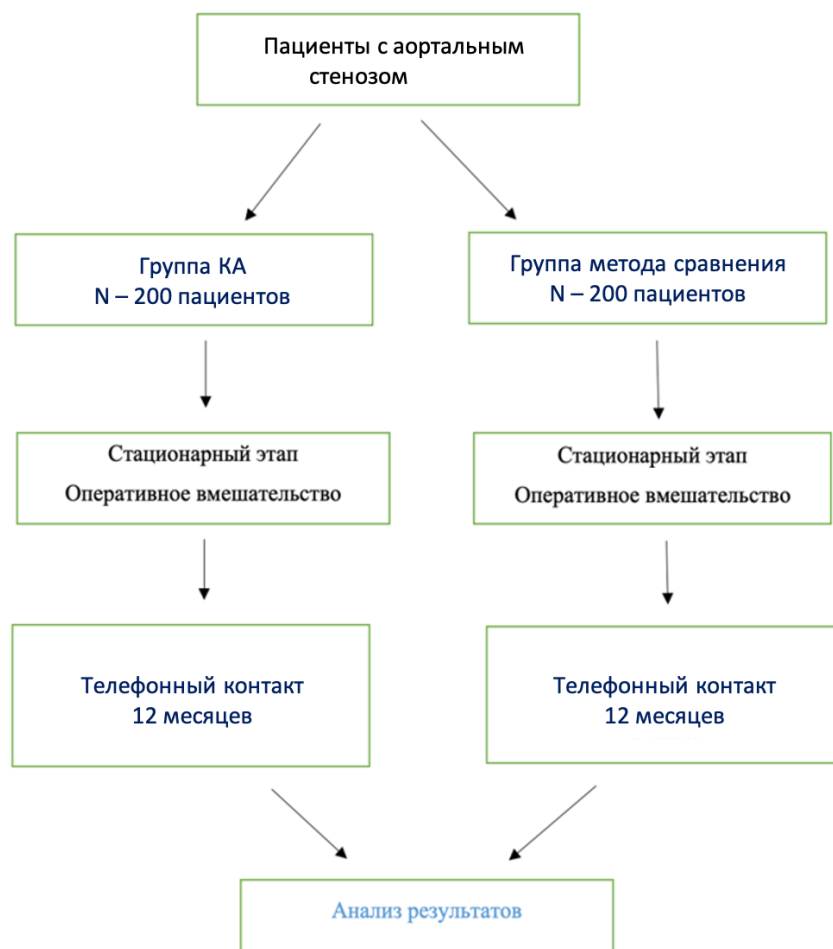 Пациенты с аортальным
стенозом
Группа КА
N – 200 пациентов
Группа метода сравнения
N – 200 пациентов
Стационарный этап
Оперативное вмешательство
Стационарный этап
Оперативное вмешательство
Телефонный контакт
12 месяцев
Телефонный контакт
12 месяцев
Анализ результатов